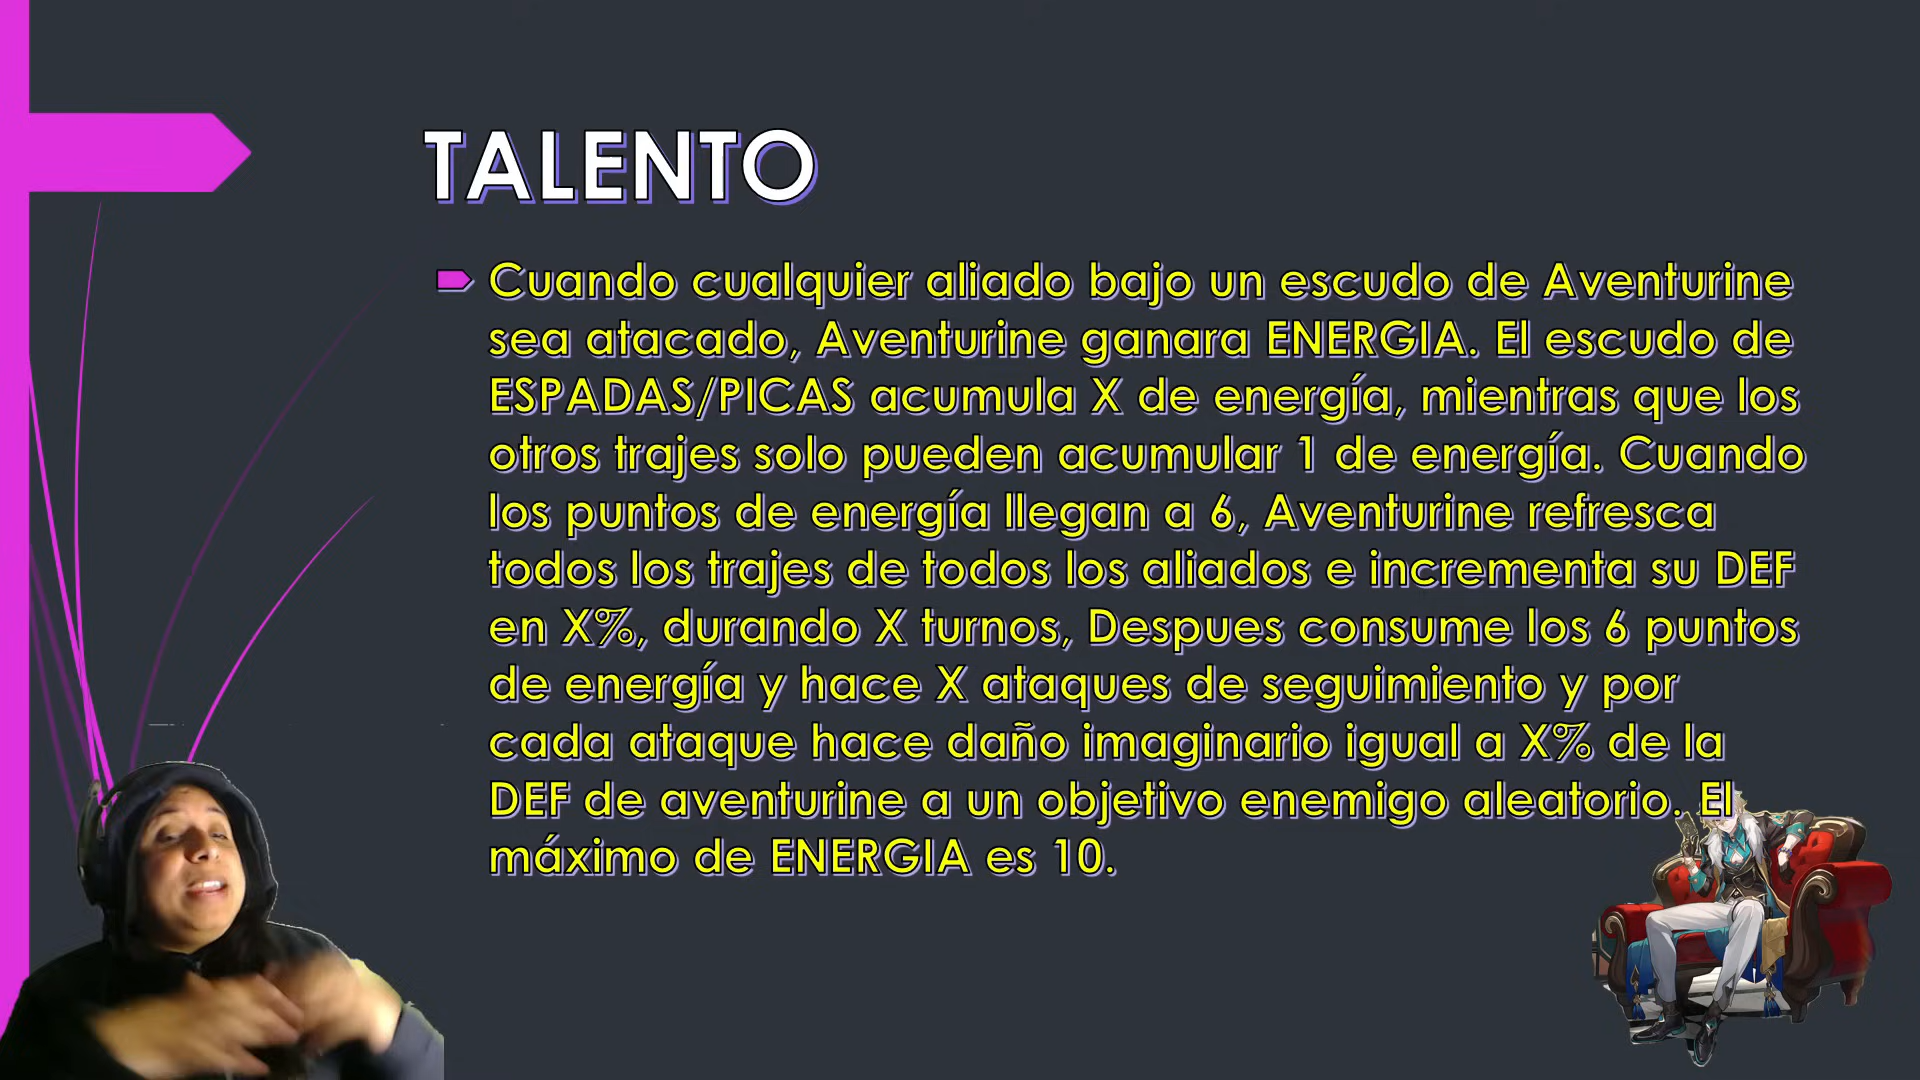 TALENTO
Cuando cualquier aliado bajo un escudo de Aventurine
sea atacado, Aventurine ganara ENERGIA. El escudo de
ESPADAS/PICAS acumula X de energía, mientras que los
otros trajes solo pueden acumular 1 de energía. Cuando
los puntos de energía llegan a 6, Aventurine refresca
todos los trajes de todos los aliados e incrementa su DEF
en X%, durando X turnos, Despues consume los 6 puntos
de energía y hace X ataques de seguimiento y por
cada ataque hace daño imaginario igual a X% de la
DEF de aventurine a un objetivo enemigo aleatorio. El
máximo de ENERGIA es 10.